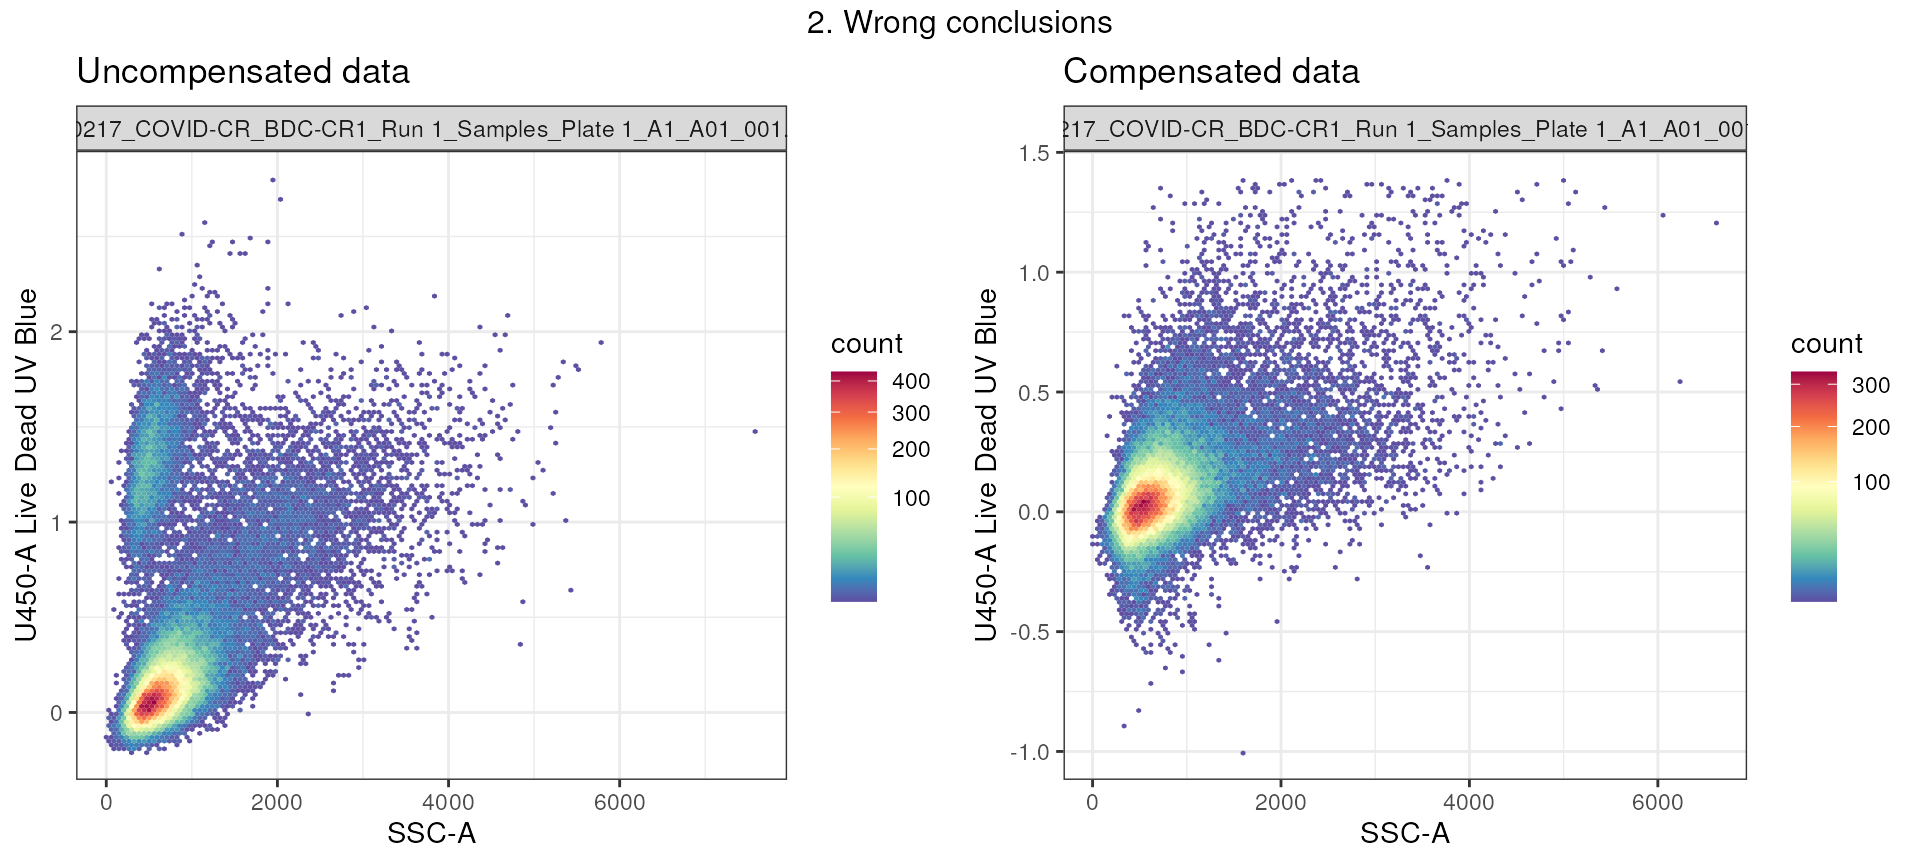 2. Wrong conclusions
Uncompensated data
0217_COVID-CR_BDC-CR1_Run 1_Samples_Plate 1_A1_A01_001.
U450-A Live Dead UV Blue
2
1
0
0
2000
4000
6000
SSC-A
count
400
300
200
100
Compensated data
217_COVID-CR_BDC-CR1_Run 1_Samples_Plate 1_A1_A01_00
U450-A Live Dead UV Blue
1.5
1.0
0.5
0.0
-0.5
-1.0
0
2000
4000
6000
SSC-A
count
300
200
100